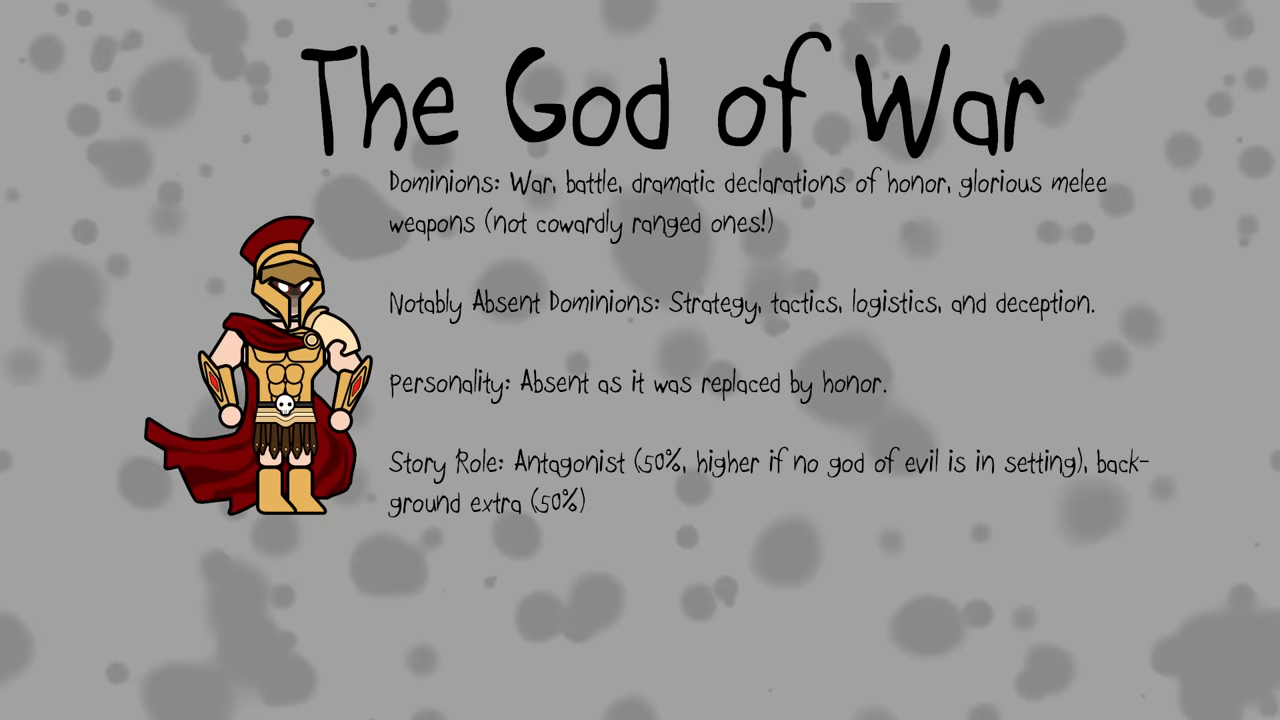 The God of War
Dominions: War, battle, dramatic declarations of honor, glorious melee
weapons (not cowardly ranged ones!)
Notably Absent Dominions: Strategy, tactics, logistics, and deception.
Personality: Absent as it was replaced by honor.
Story Role: Antagonist (50%, higher if no god of evil is in setting), back-
ground extra (50%)